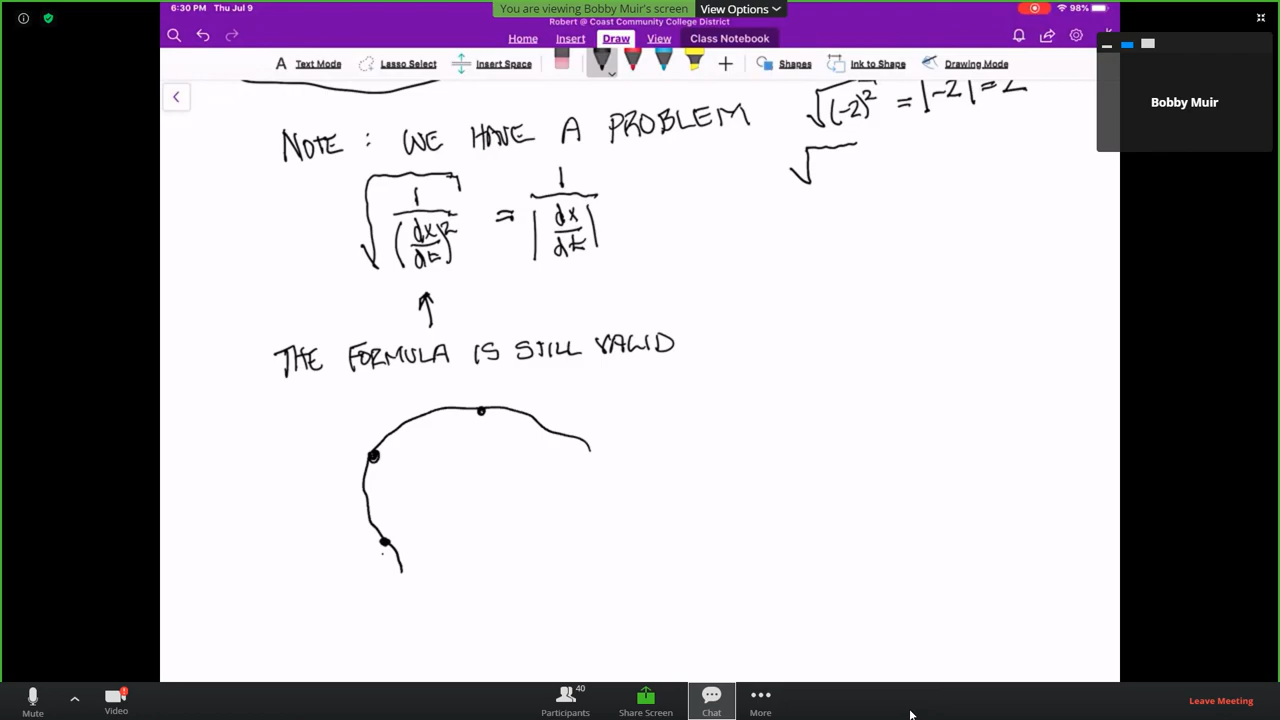 You are viewing Bobby Muir's screen View Options
6:30 PM Thu Jul 9 98%
Robert @ Coast Community College District
Home Insert Draw View Class Notebook
Text Mode Lasso Select Insert Space Shapes Ink to Shape Drawing Mode
Bobby Muir
√(-2)² = |-2| = 2
NOTE : WE HAVE A PROBLEM
√
√(1/(dx/dt)²) = 1/|dx/dt|
↑
THE FORMULA IS STILL VALID
Mute Video Participants 40 Share Screen Chat More Leave Meeting